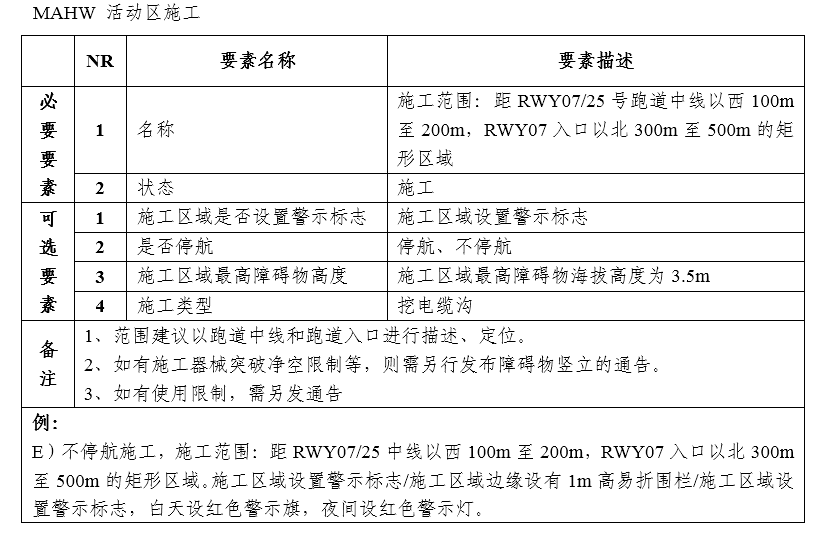 MAHW 活动区施工
NR 要素名称 要素描述
必要要素
1 名称 施工范围：距 RWY07/25 号跑道中线以西 100m
至 200m，RWY07 入口以北 300m 至 500m 的矩
形区域
2 状态 施工
可选要素
1 施工区域是否设置警示标志 施工区域设置警示标志
2 是否停航 停航、不停航
3 施工区域最高障碍物高度 施工区域最高障碍物海拔高度为 3.5m
4 施工类型 挖电缆沟
备注
1、范围建议以跑道中线和跑道入口进行描述、定位。
2、如有施工器械突破净空限制等，则需另行发布障碍物竖立的通告。
3、如有使用限制，需另发通告
例：
E）不停航施工，施工范围：距 RWY07/25 中线以西 100m 至 200m，RWY07 入口以北 300m
至 500m 的矩形区域。施工区域设置警示标志/施工区域边缘设有 1m 高易折围栏/施工区域设
置警示标志，白天设红色警示旗，夜间设红色警示灯。